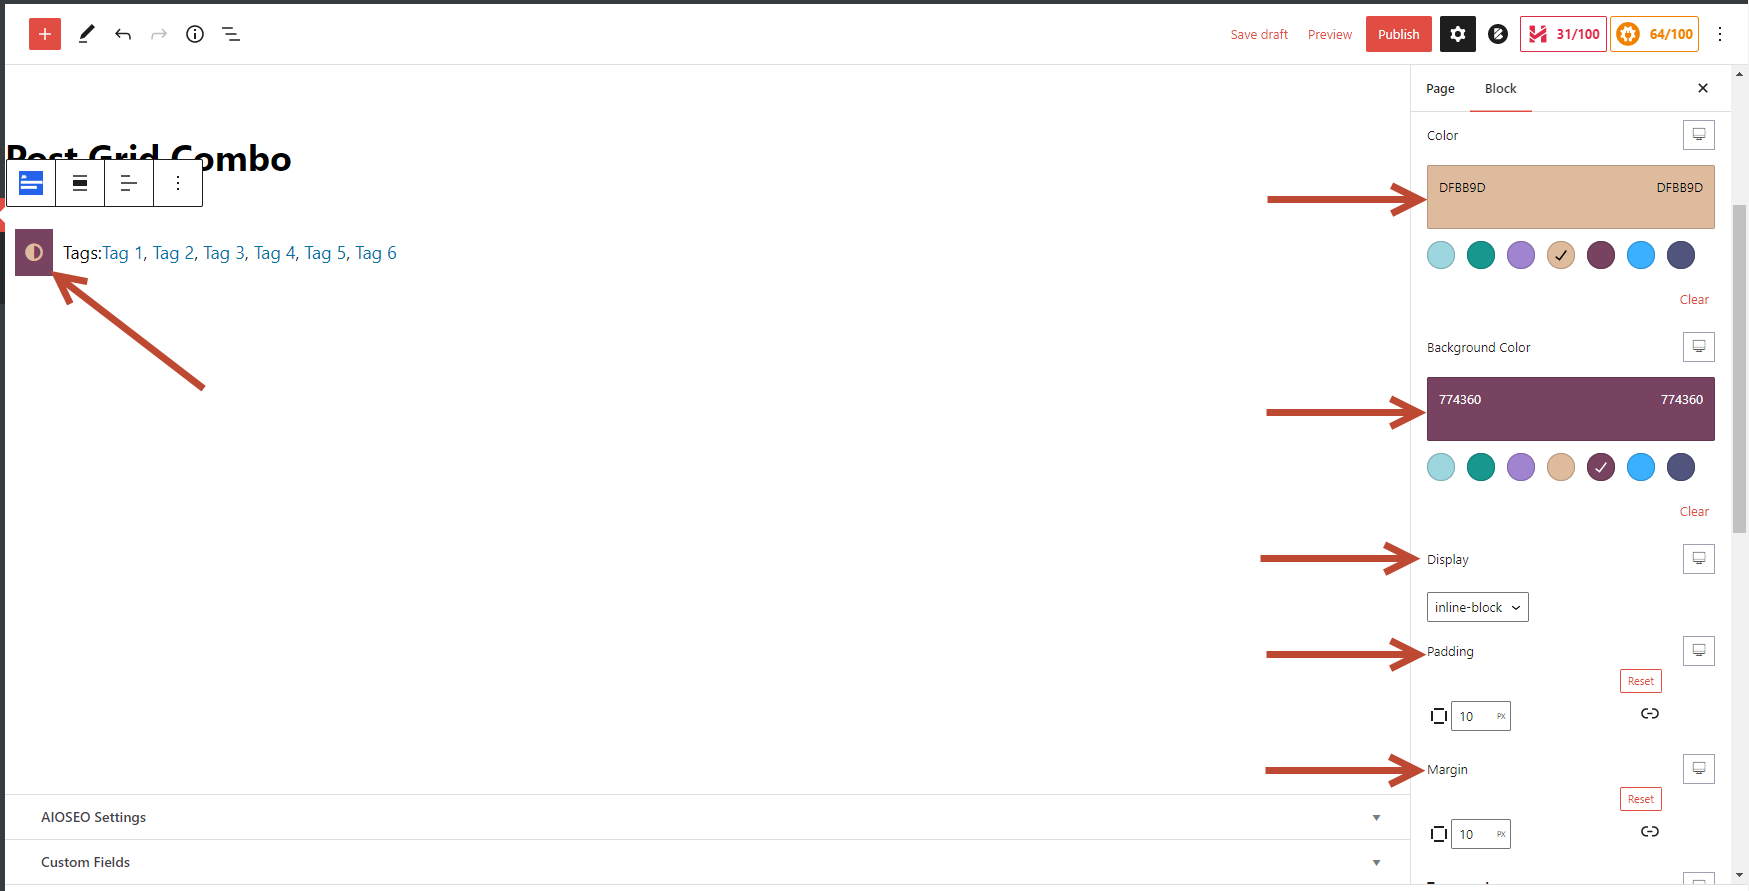 Save draft
Preview
Publish
31/100
64/100
Page
Block
Post Grid Combo
Tags:Tag 1, Tag 2, Tag 3, Tag 4, Tag 5, Tag 6
Color
DFBB9D DFBB9D
Clear
Background Color
774360 774360
Clear
Display
inline-block
Padding
Reset
10 PX
Margin
Reset
10 PX
AIOSEO Settings
Custom Fields